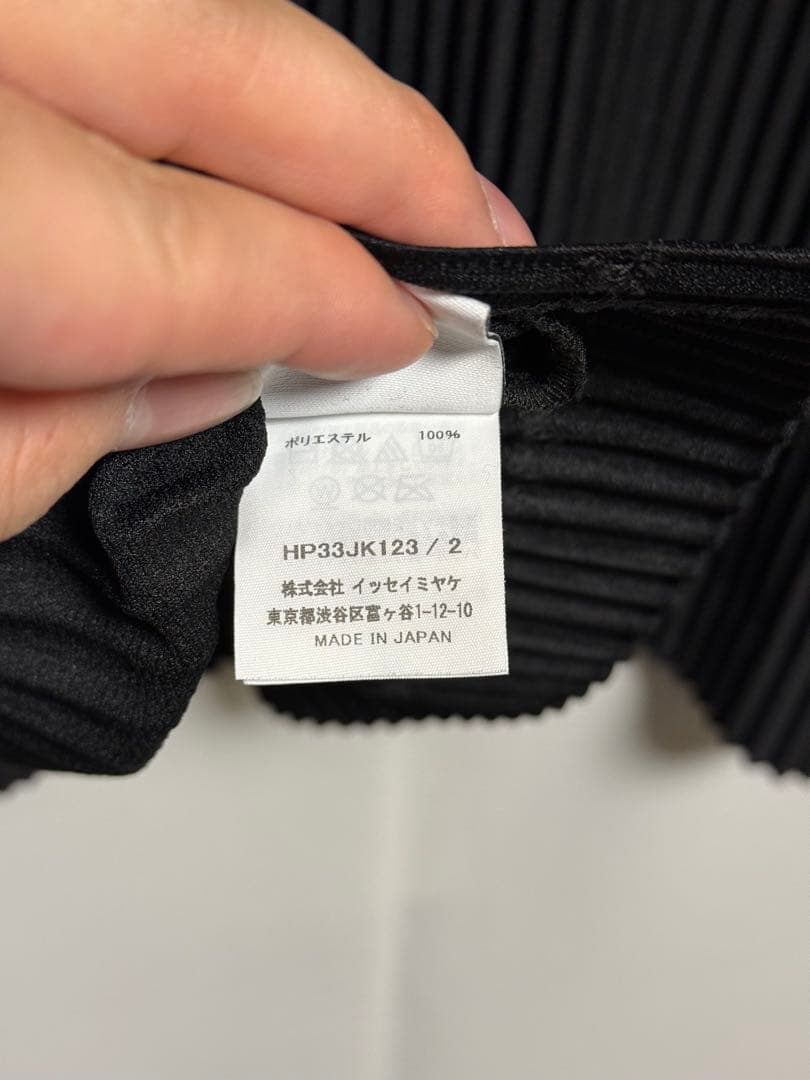 ポリエステル 100%
HP33JK123 / 2
株式会社 イッセイミヤケ
東京都渋谷区富ヶ谷1-12-10
MADE IN JAPAN